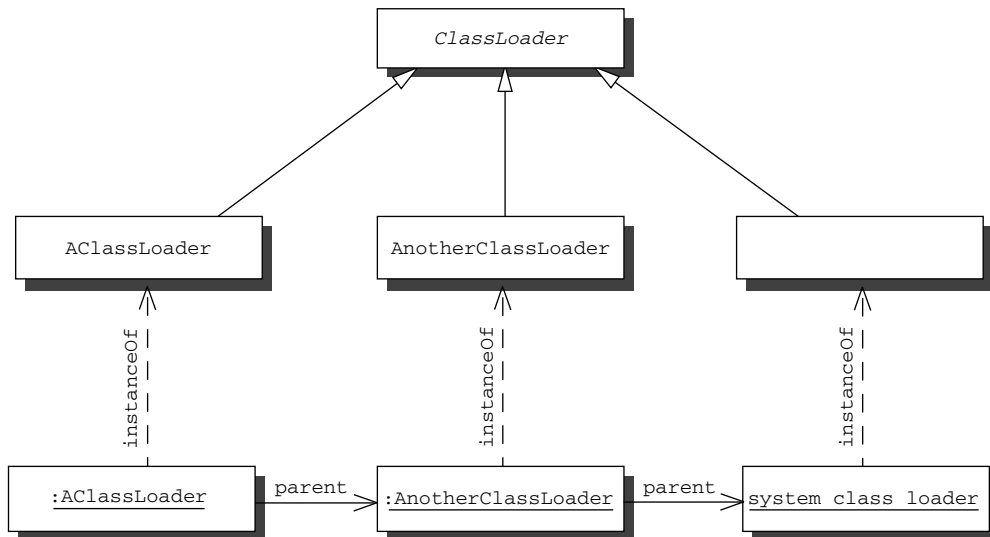 ClassLoader
AClassLoader
AnotherClassLoader
instanceOf
instanceOf
instanceOf
:AClassLoader
parent
:AnotherClassLoader
parent
system class loader